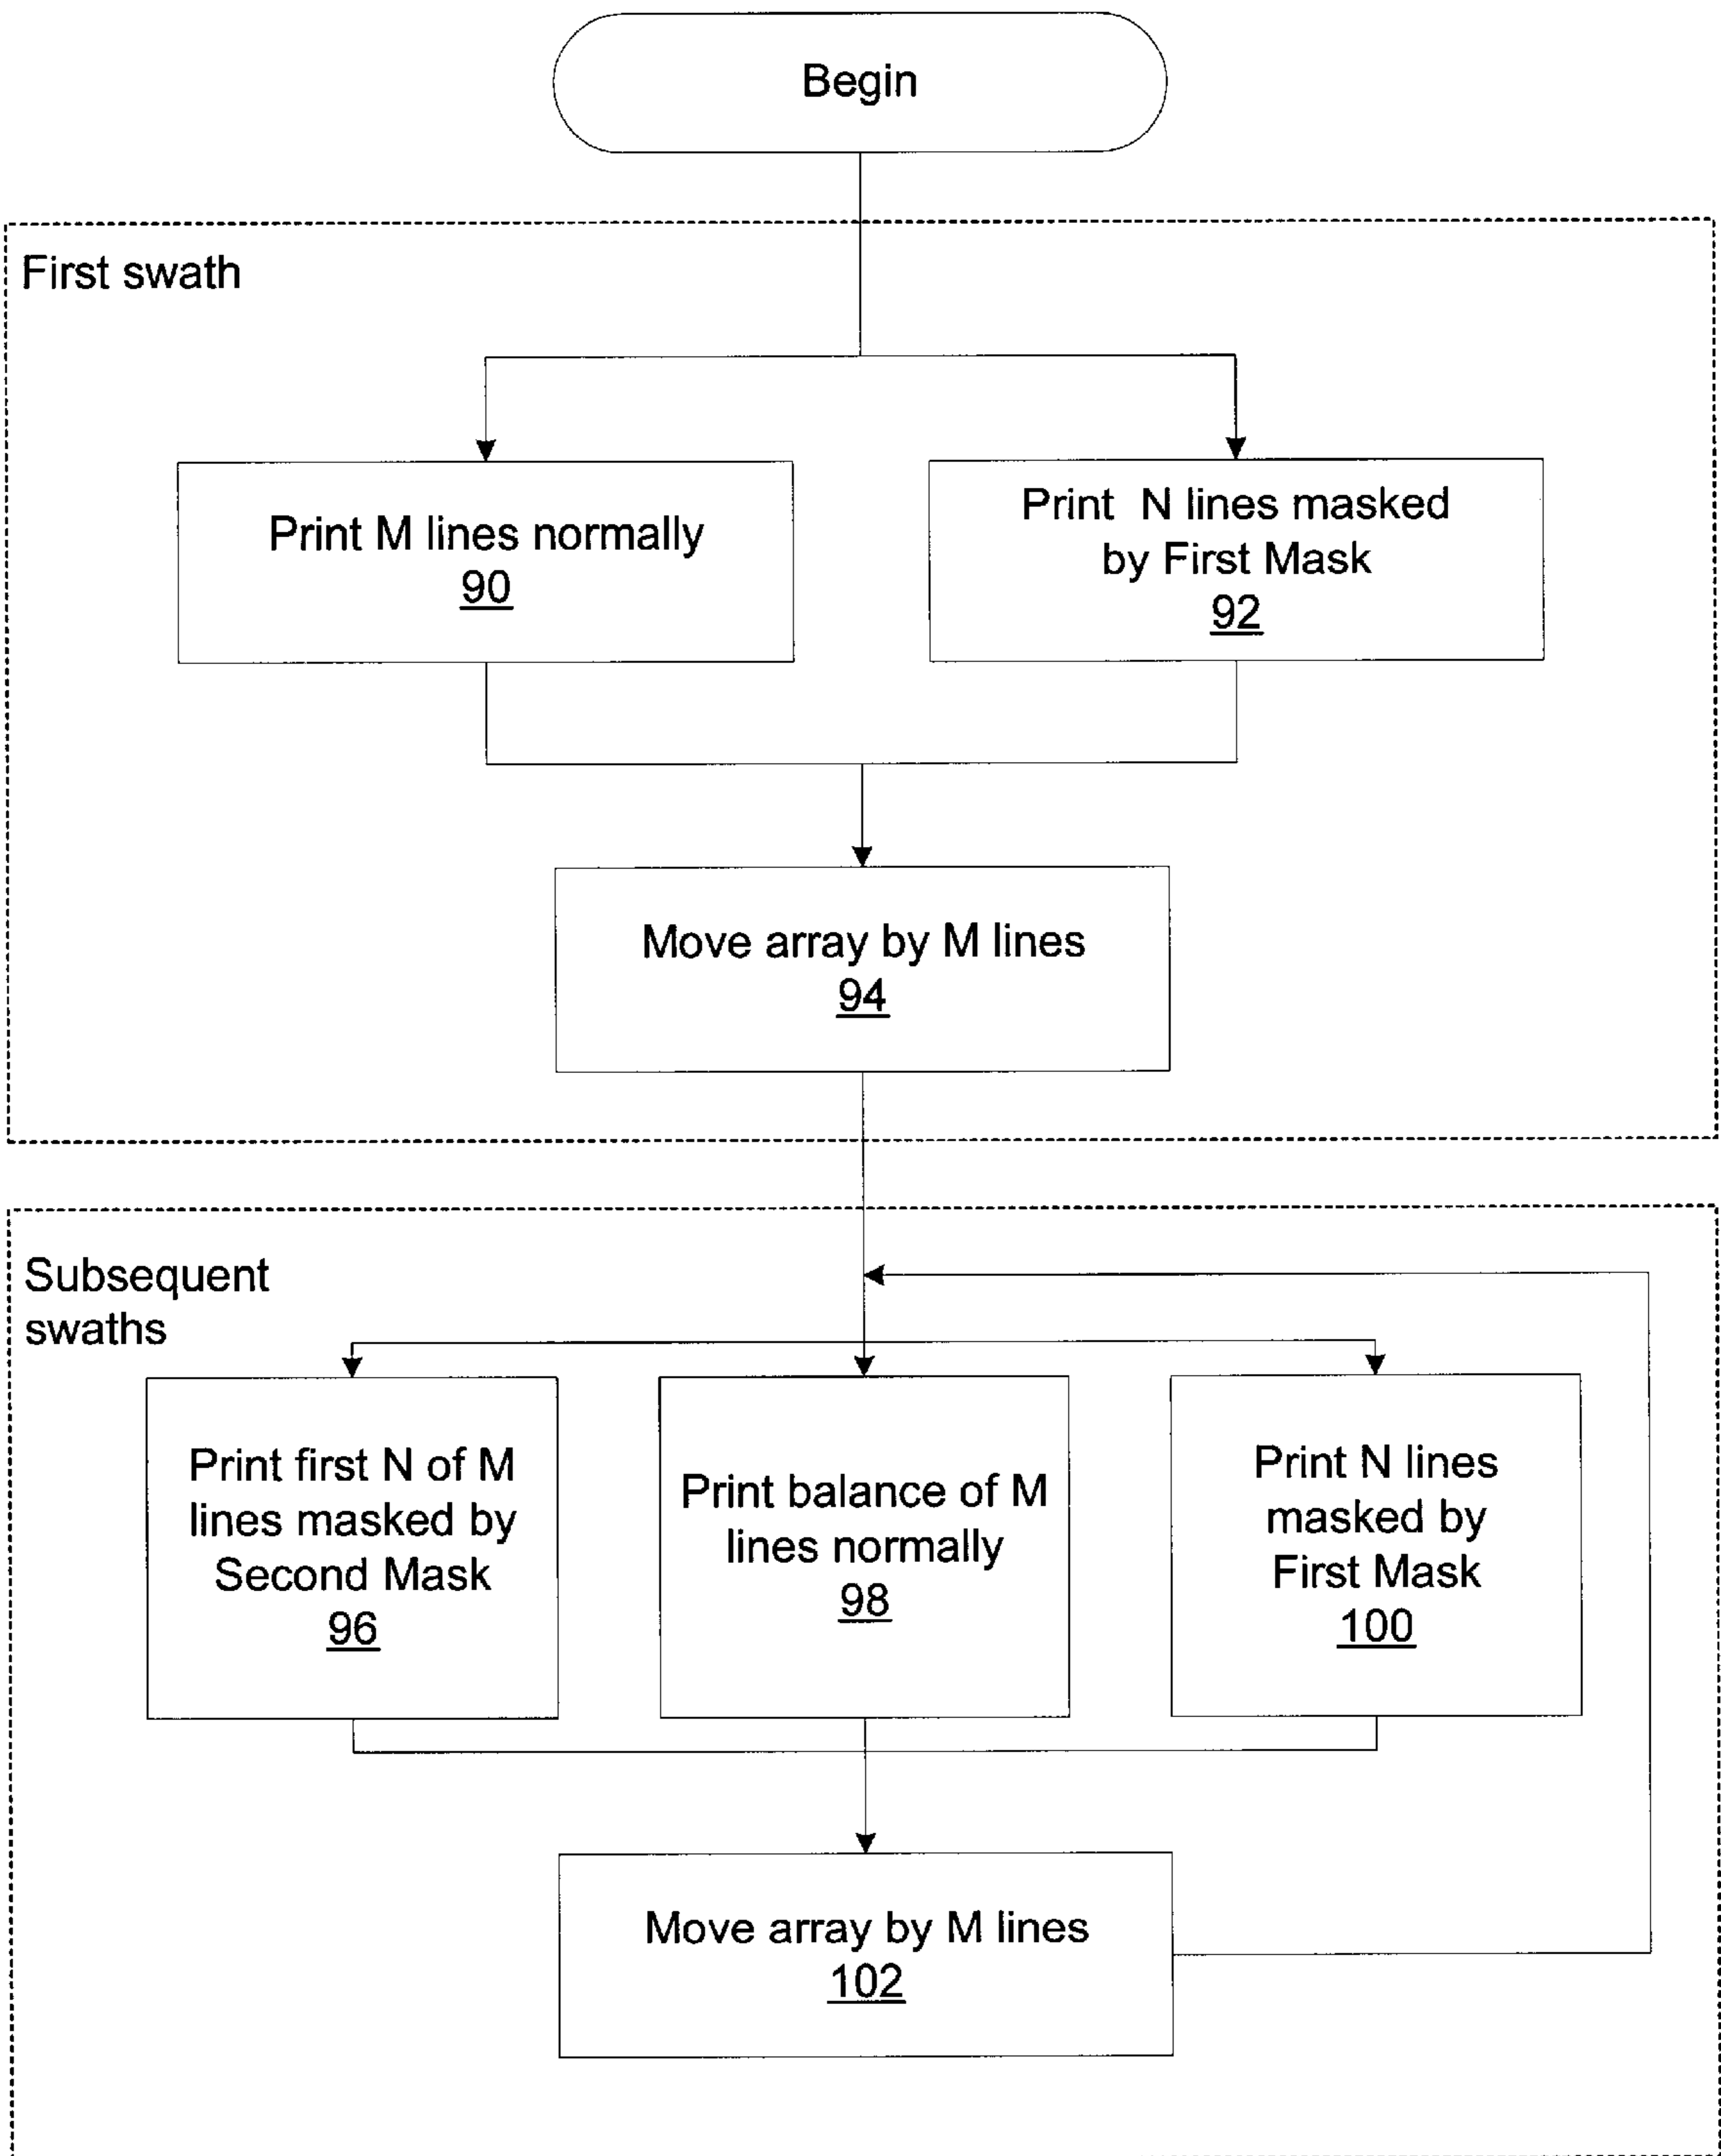 Begin
First swath
Print M lines normally
90
Print N lines masked
by First Mask
92
Move array by M lines
94
Subsequent
swaths
Print first N of M
lines masked by
Second Mask
96
Print balance of M
lines normally
98
Print N lines
masked by
First Mask
100
Move array by M lines
102